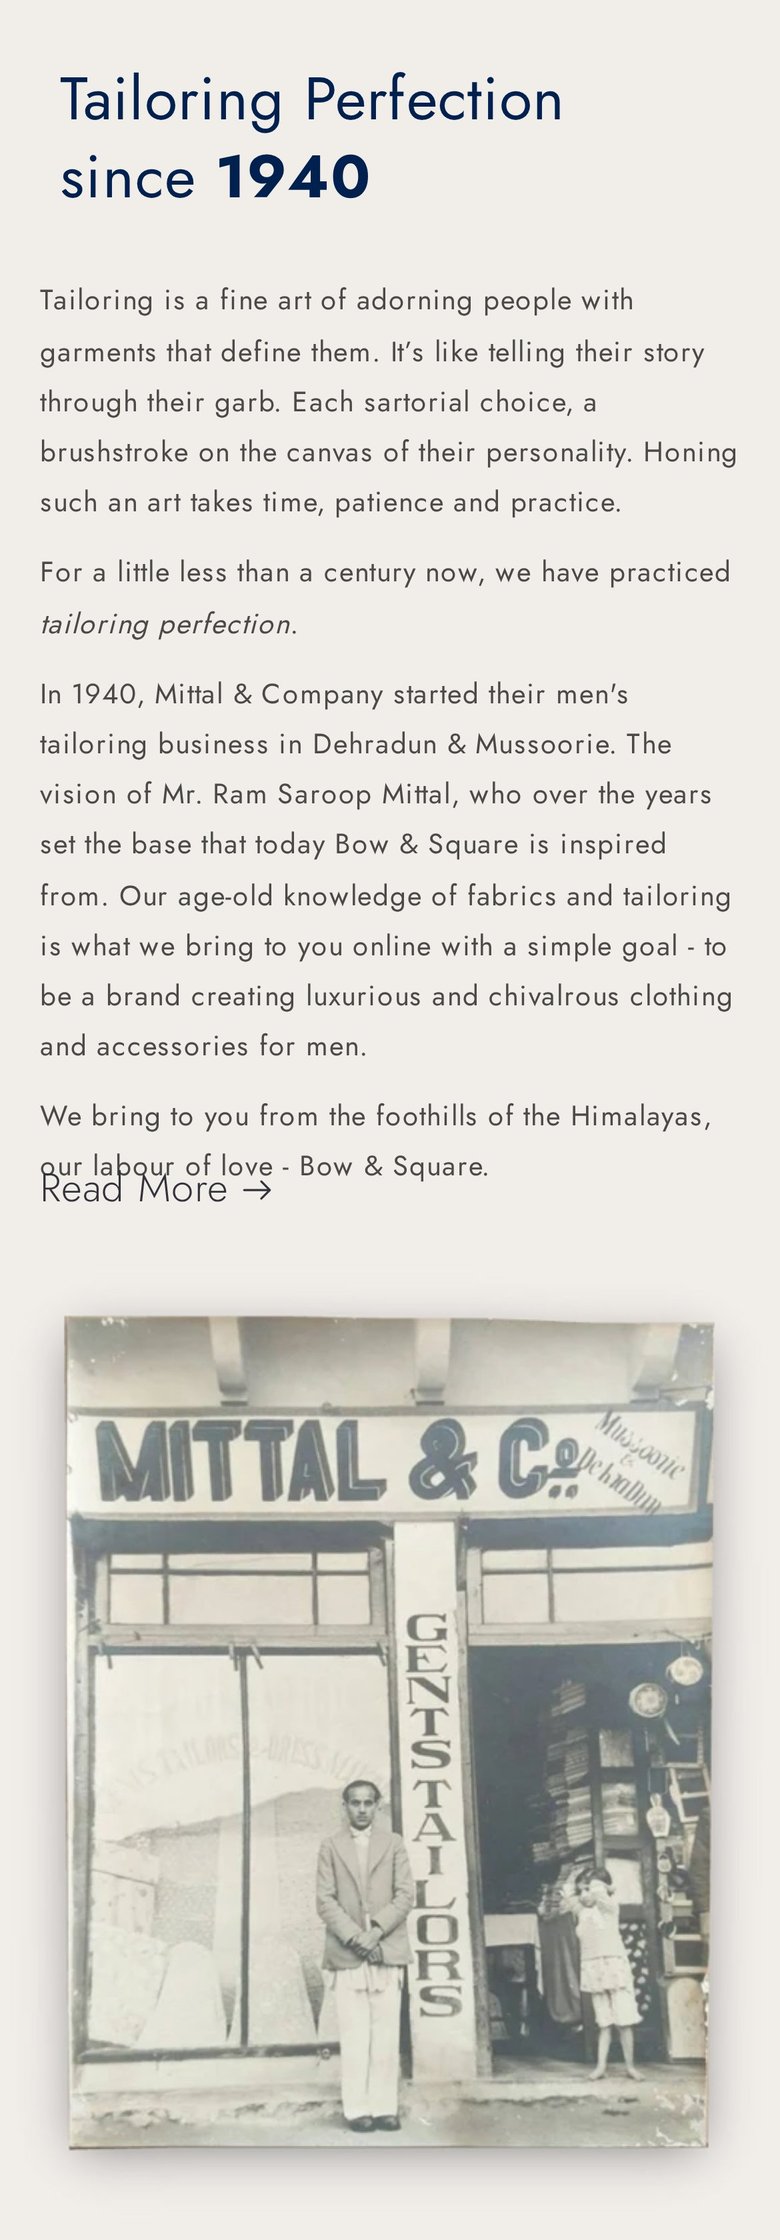 Tailoring Perfection
since 1940
Tailoring is a fine art of adorning people with
garments that define them. It’s like telling their story
through their garb. Each sartorial choice, a
brushstroke on the canvas of their personality. Honing
such an art takes time, patience and practice.
For a little less than a century now, we have practiced
tailoring perfection.
In 1940, Mittal & Company started their men's
tailoring business in Dehradun & Mussoorie. The
vision of Mr. Ram Saroop Mittal, who over the years
set the base that today Bow & Square is inspired
from. Our age-old knowledge of fabrics and tailoring
is what we bring to you online with a simple goal - to
be a brand creating luxurious and chivalrous clothing
and accessories for men.
We bring to you from the foothills of the Himalayas,
our labour of love - Bow & Square.
Read More →
MITTAL & Co.
Mussoorie
&
Dehradun
GENTS TAILORS
TAILORS & DRESS